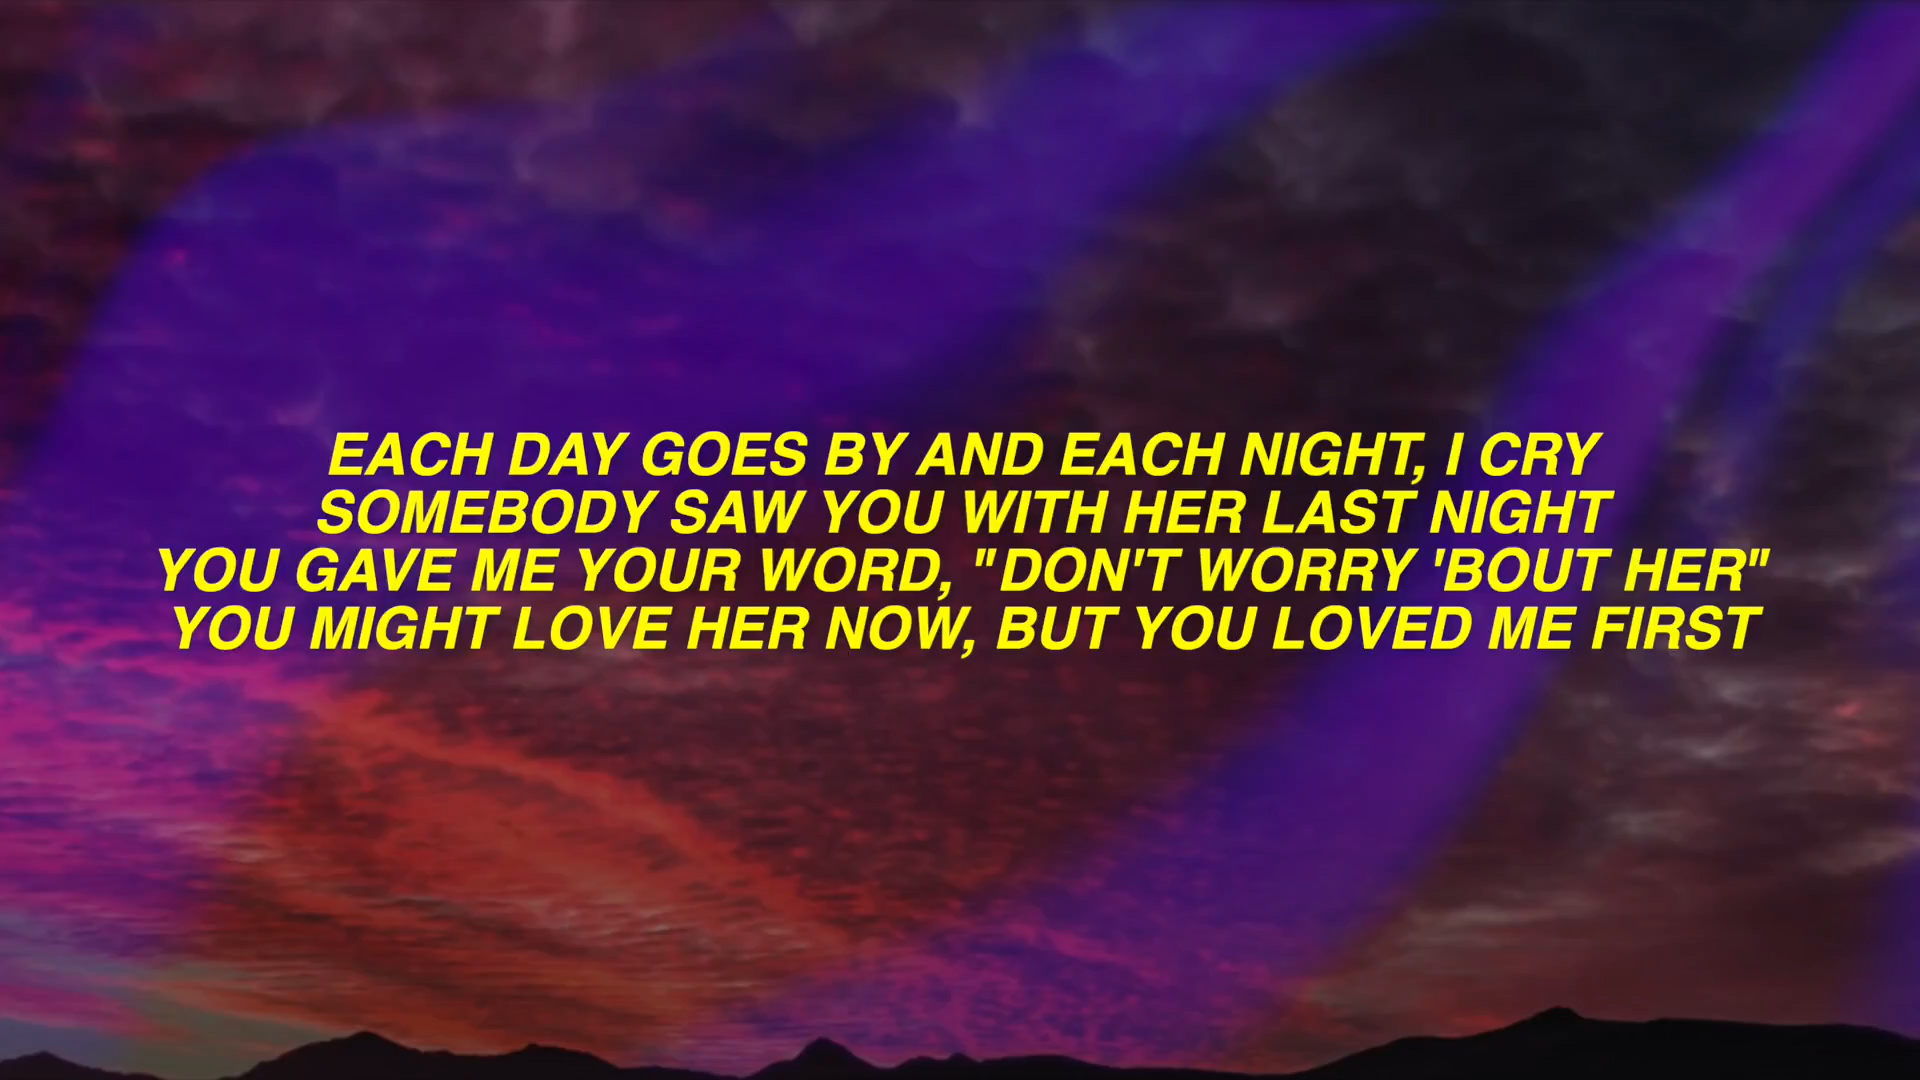 EACH DAY GOES BY AND EACH NIGHT, I CRY
SOMEBODY SAW YOU WITH HER LAST NIGHT
YOU GAVE ME YOUR WORD, "DON'T WORRY 'BOUT HER"
YOU MIGHT LOVE HER NOW, BUT YOU LOVED ME FIRST